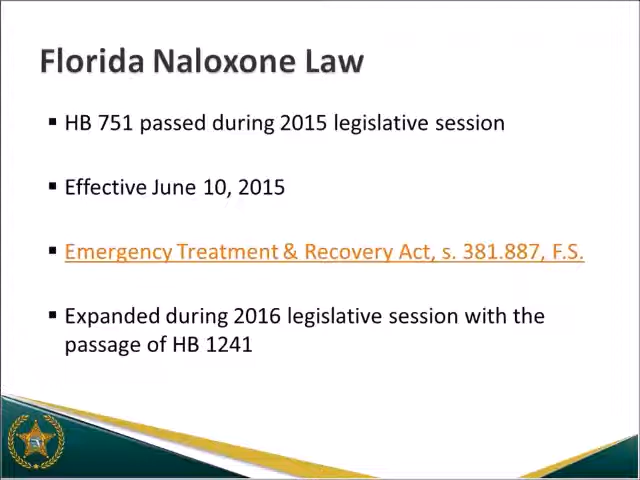 Florida Naloxone Law
▪ HB 751 passed during 2015 legislative session
▪ Effective June 10, 2015
▪ Emergency Treatment & Recovery Act, s. 381.887, F.S.
▪ Expanded during 2016 legislative session with the
passage of HB 1241